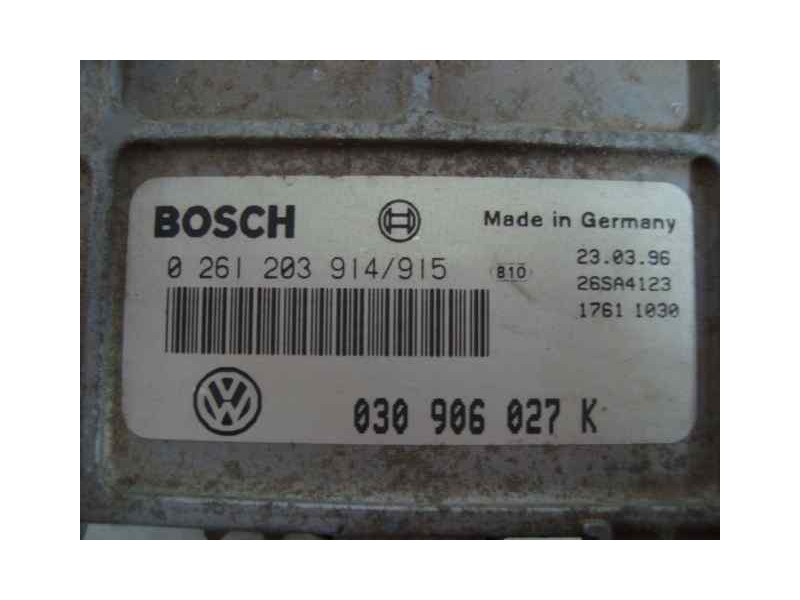 BOSCH
Made in Germany
0 261 203 914/915
810
23.03.96
26SA4123
1761 1030
VW
030 906 027 K